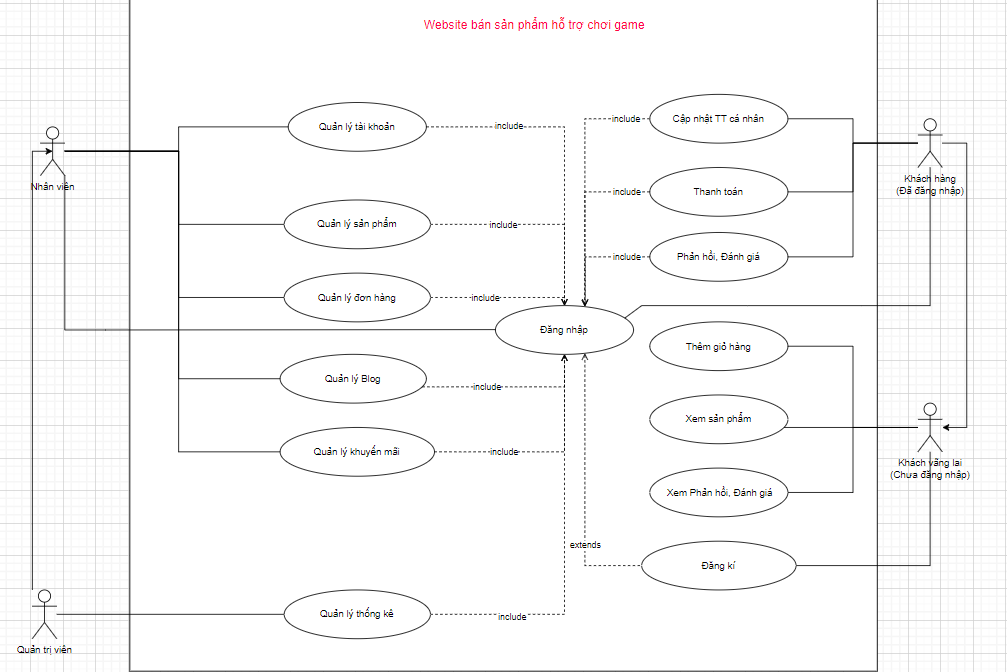 Website bán sản phẩm hỗ trợ chơi game
Quản lý tài khoản
include
include
Cập nhật TT cá nhân
Nhân viên
Khách hàng
(Đã đăng nhập)
include
Thanh toán
Quản lý sản phẩm
include
include
Phản hồi, Đánh giá
Quản lý đơn hàng
include
Đăng nhập
Thêm giỏ hàng
Quản lý Blog
include
Xem sản phẩm
Quản lý khuyến mãi
include
Khách vãng lai
(Chưa đăng nhập)
Xem Phản hồi, Đánh giá
extends
Đăng kí
Quản lý thống kê
include
Quản trị viên